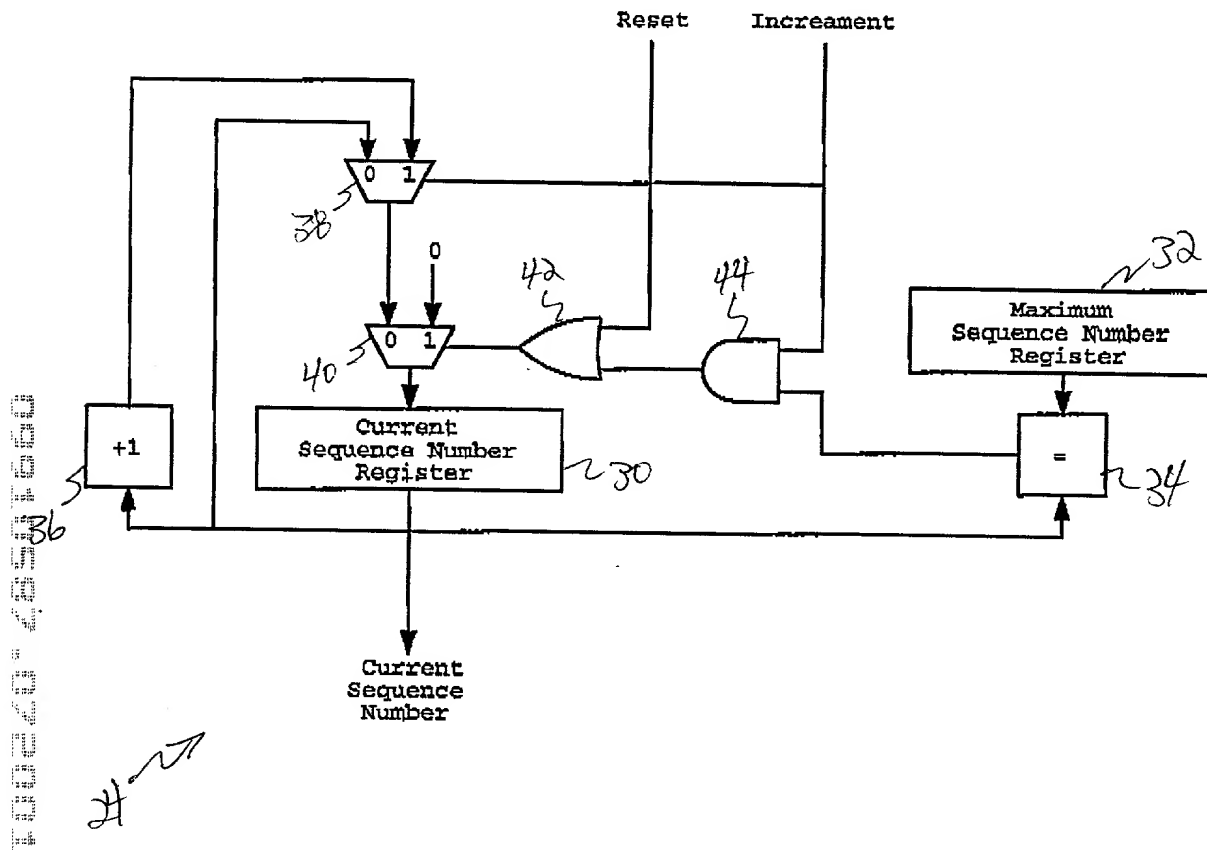 Reset Increament
0 1
38
0
42
44
32
0 1
40
Maximum
Sequence Number
Register
+1
Current
Sequence Number
Register
30
=
34
36
Current
Sequence
Number
24